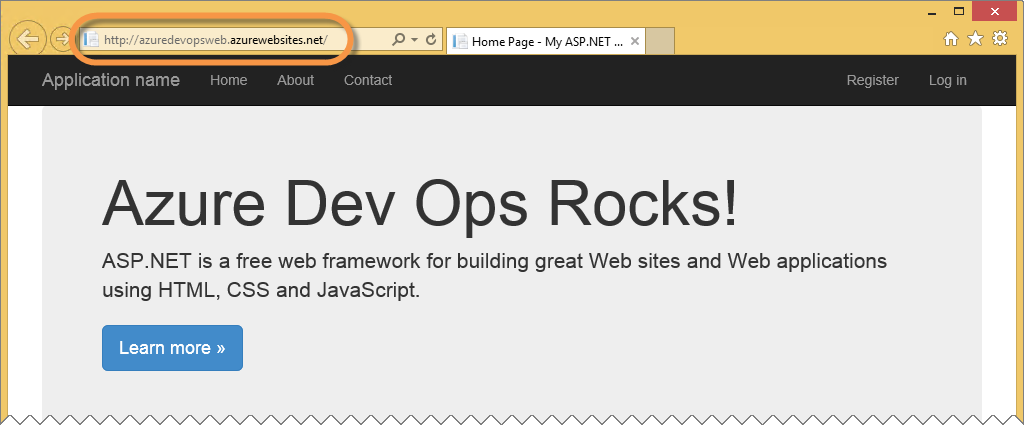 http://azuredevopsweb.azurewebsites.net/
Home Page - My ASP.NET ...
Application name Home About Contact Register Log in
Azure Dev Ops Rocks!
ASP.NET is a free web framework for building great Web sites and Web applications
using HTML, CSS and JavaScript.
Learn more »